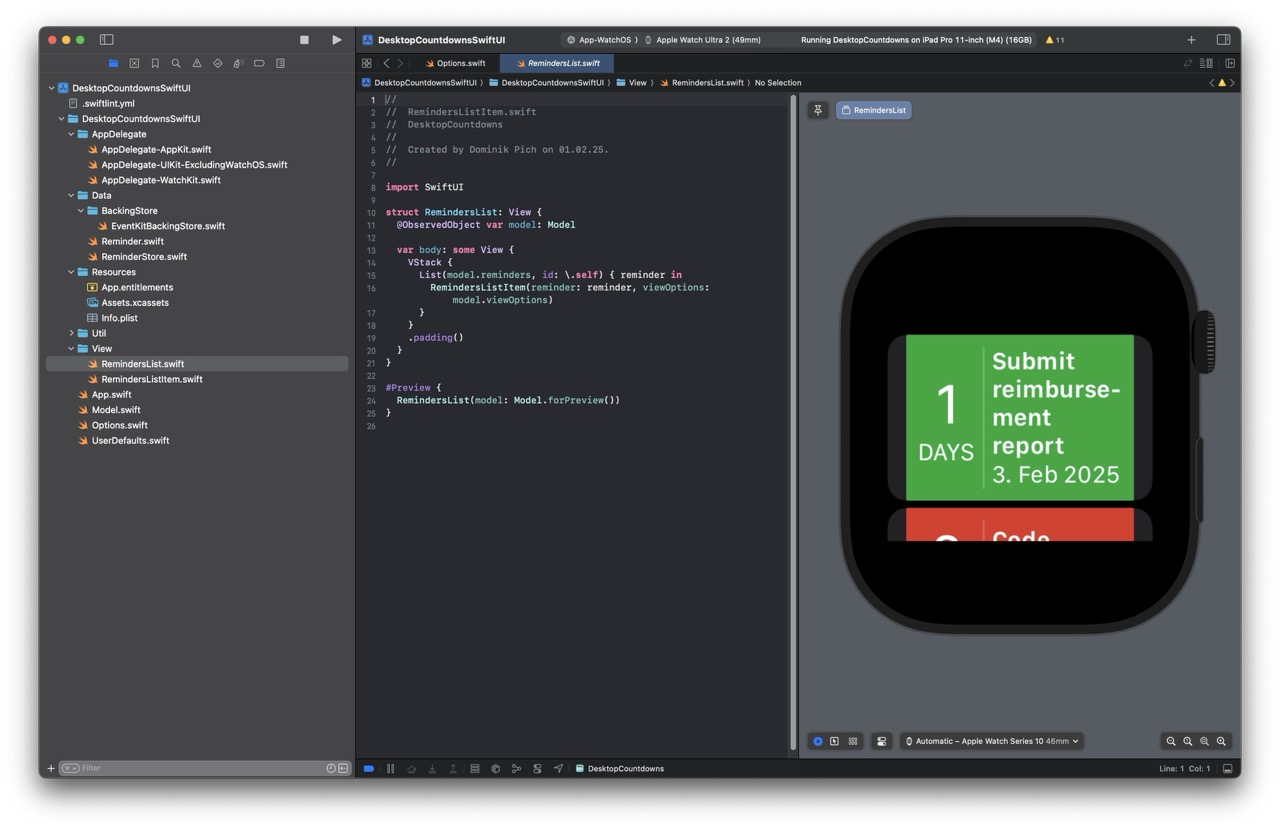 DesktopCountdownsSwiftUI
App-WatchOS 〉 Apple Watch Ultra 2 (49mm)
Running DesktopCountdowns on iPad Pro 11-inch (M4) (16GB)
11
Options.swift
RemindersList.swift
DesktopCountdownsSwiftUI 〉 DesktopCountdownsSwiftUI 〉 View 〉 RemindersList.swift 〉 No Selection
DesktopCountdownsSwiftUI
.swiftlint.yml
DesktopCountdownsSwiftUI
AppDelegate
AppDelegate-AppKit.swift
AppDelegate-UIKit-ExcludingWatchOS.swift
AppDelegate-WatchKit.swift
Data
BackingStore
EventKitBackingStore.swift
Reminder.swift
ReminderStore.swift
Resources
App.entitlements
Assets.xcassets
Info.plist
Util
View
RemindersList.swift
RemindersListItem.swift
App.swift
Model.swift
Options.swift
UserDefaults.swift
Filter
1 //
2 // RemindersListItem.swift
3 // DesktopCountdowns
4 //
5 // Created by Dominik Pich on 01.02.25.
6 //
7
8 import SwiftUI
9
10 struct RemindersList: View {
11 @ObservedObject var model: Model
12
13 var body: some View {
14 VStack {
15 List(model.reminders, id: \.self) { reminder in
16 RemindersListItem(reminder: reminder, viewOptions:
model.viewOptions)
17 }
18 }
19 .padding()
20 }
21 }
22
23 #Preview {
24 RemindersList(model: Model.forPreview())
25 }
26
RemindersList
1
DAYS
Submit
reimburse-
ment
report
3. Feb 2025
Code
Automatic – Apple Watch Series 10 46mm
DesktopCountdowns
Line: 1 Col: 1